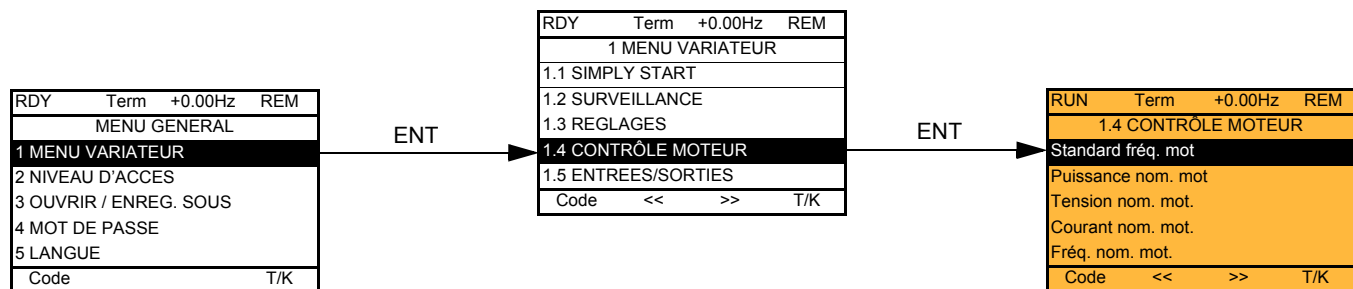 RDY Term +0.00Hz REM
MENU GENERAL
1 MENU VARIATEUR
2 NIVEAU D'ACCES
3 OUVRIR / ENREG. SOUS
4 MOT DE PASSE
5 LANGUE
Code T/K
ENT
RDY Term +0.00Hz REM
1 MENU VARIATEUR
1.1 SIMPLY START
1.2 SURVEILLANCE
1.3 REGLAGES
1.4 CONTRÔLE MOTEUR
1.5 ENTREES/SORTIES
Code << >> T/K
ENT
RUN Term +0.00Hz REM
1.4 CONTRÔLE MOTEUR
Standard fréq. mot
Puissance nom. mot
Tension nom. mot.
Courant nom. mot.
Fréq. nom. mot.
Code << >> T/K